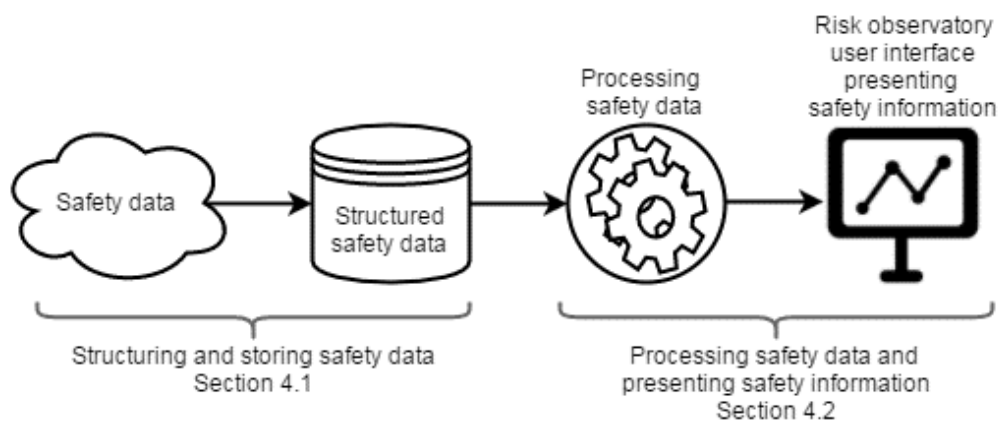 Risk observatory
user interface
presenting
safety information
Processing
safety data
Safety data
Structured
safety data
Structuring and storing safety data
Section 4.1
Processing safety data and
presenting safety information
Section 4.2